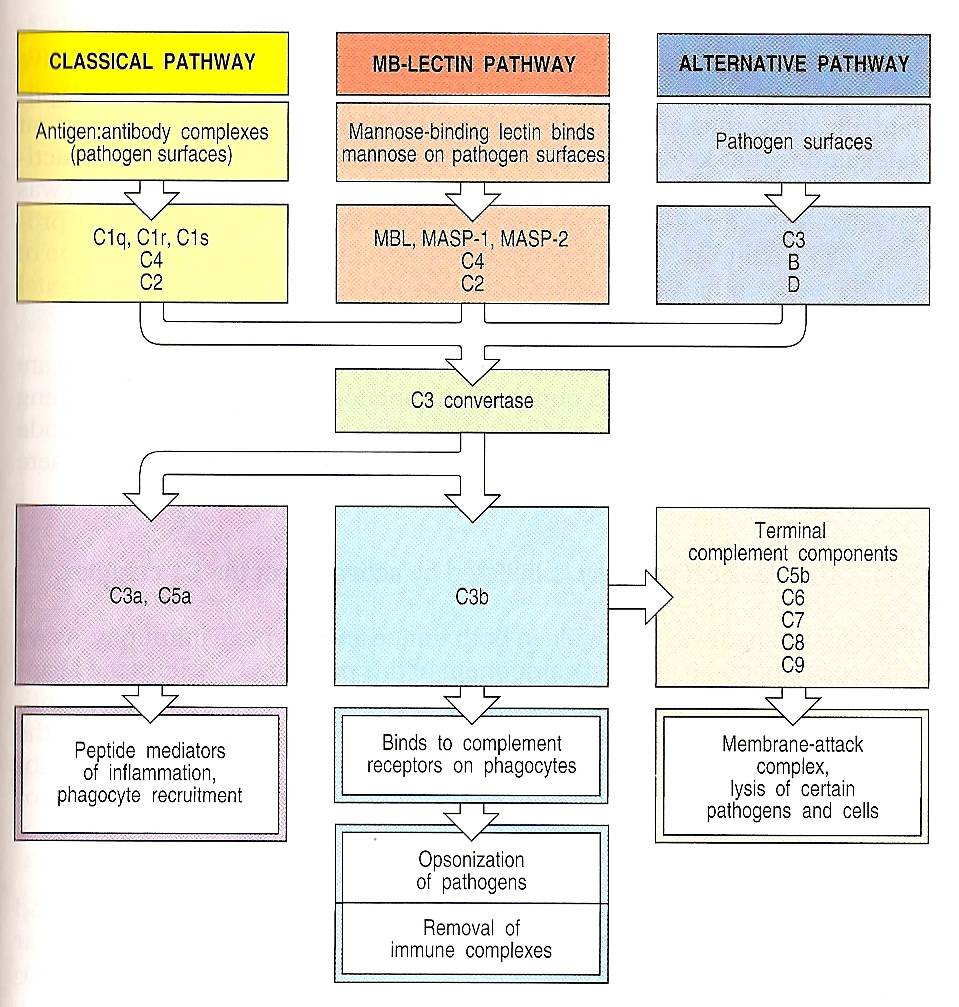 CLASSICAL PATHWAY
MB-LECTIN PATHWAY
ALTERNATIVE PATHWAY
Antigen:antibody complexes
(pathogen surfaces)
Mannose-binding lectin binds
mannose on pathogen surfaces
Pathogen surfaces
C1q, C1r, C1s
C4
C2
MBL, MASP-1, MASP-2
C4
C2
C3
B
D
C3 convertase
C3a, C5a
C3b
Terminal
complement components
C5b
C6
C7
C8
C9
Peptide mediators
of inflammation,
phagocyte recruitment
Binds to complement
receptors on phagocytes
Membrane-attack
complex,
lysis of certain
pathogens and cells
Opsonization
of pathogens
Removal of
immune complexes